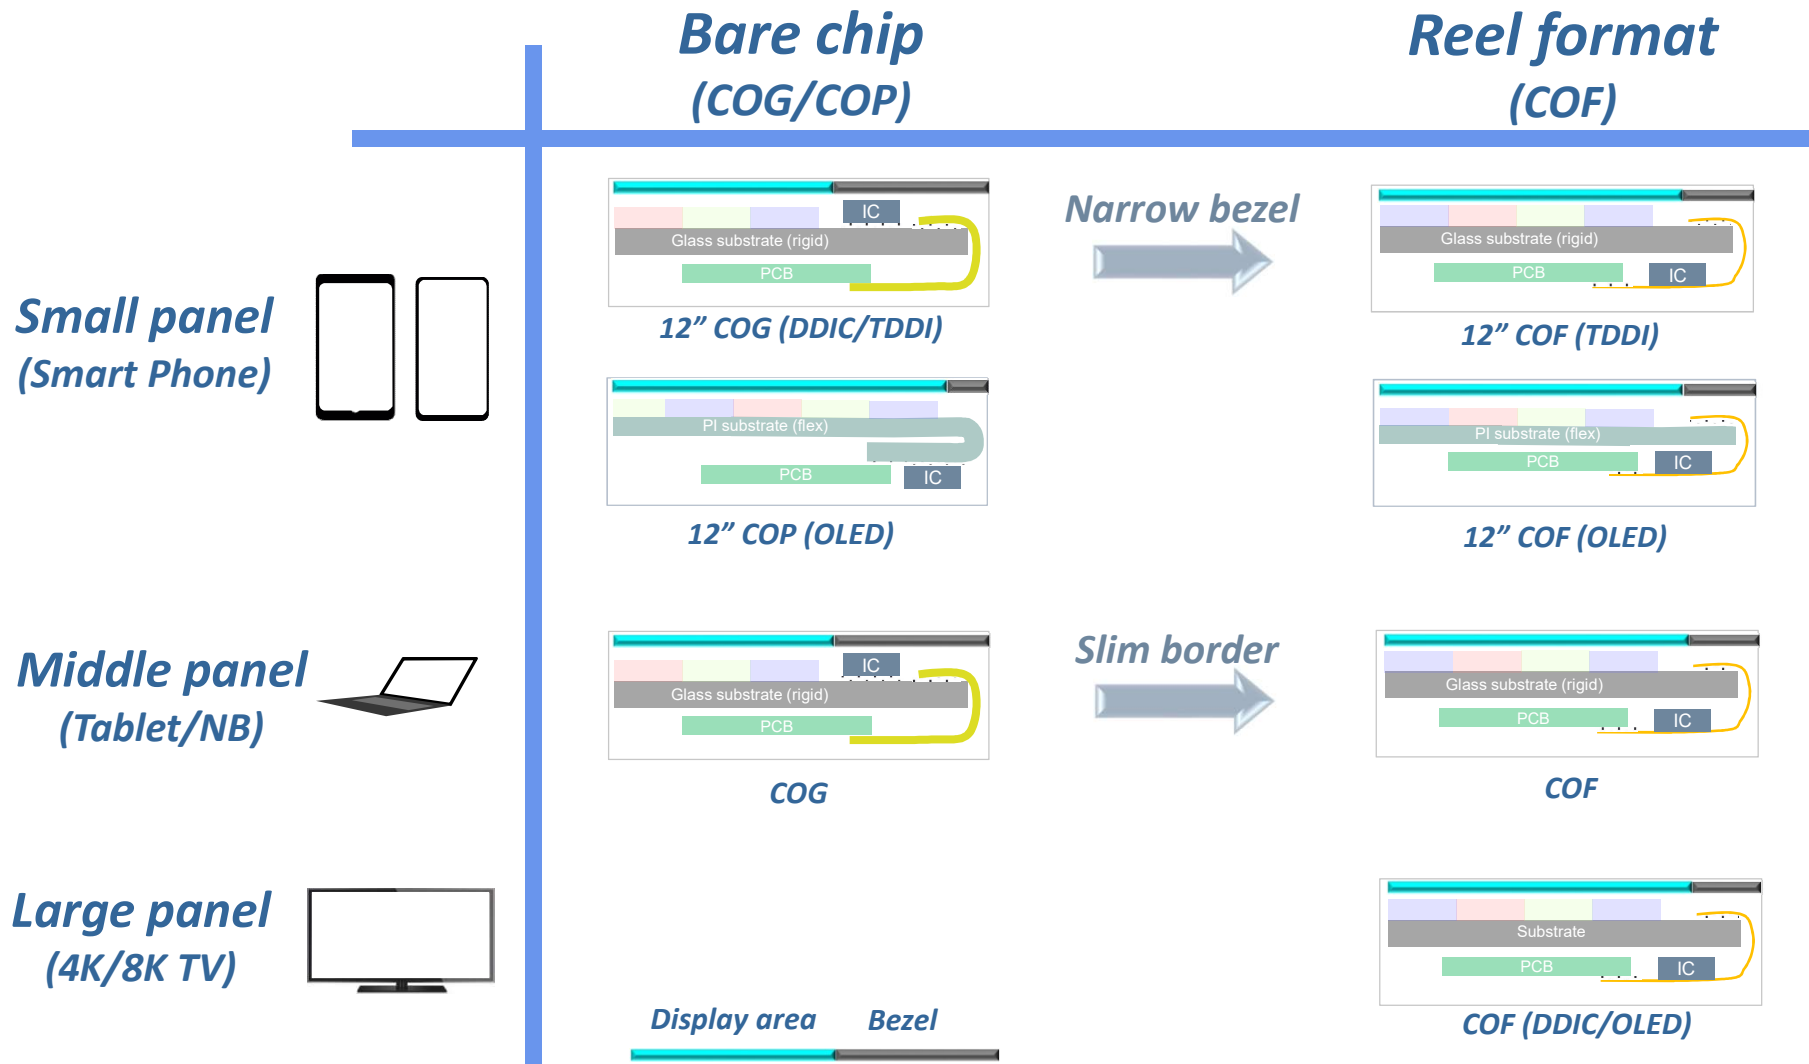 Bare chip
(COG/COP)
Reel format
(COF)
Small panel
(Smart Phone)
IC
Glass substrate (rigid)
PCB
12” COG (DDIC/TDDI)
Narrow bezel
Glass substrate (rigid)
PCB
IC
12” COF (TDDI)
PI substrate (flex)
PCB
IC
12” COP (OLED)
PI substrate (flex)
PCB
IC
12” COF (OLED)
Middle panel
(Tablet/NB)
IC
Glass substrate (rigid)
PCB
COG
Slim border
Glass substrate (rigid)
PCB
IC
COF
Large panel
(4K/8K TV)
Substrate
PCB
IC
COF (DDIC/OLED)
Display area
Bezel